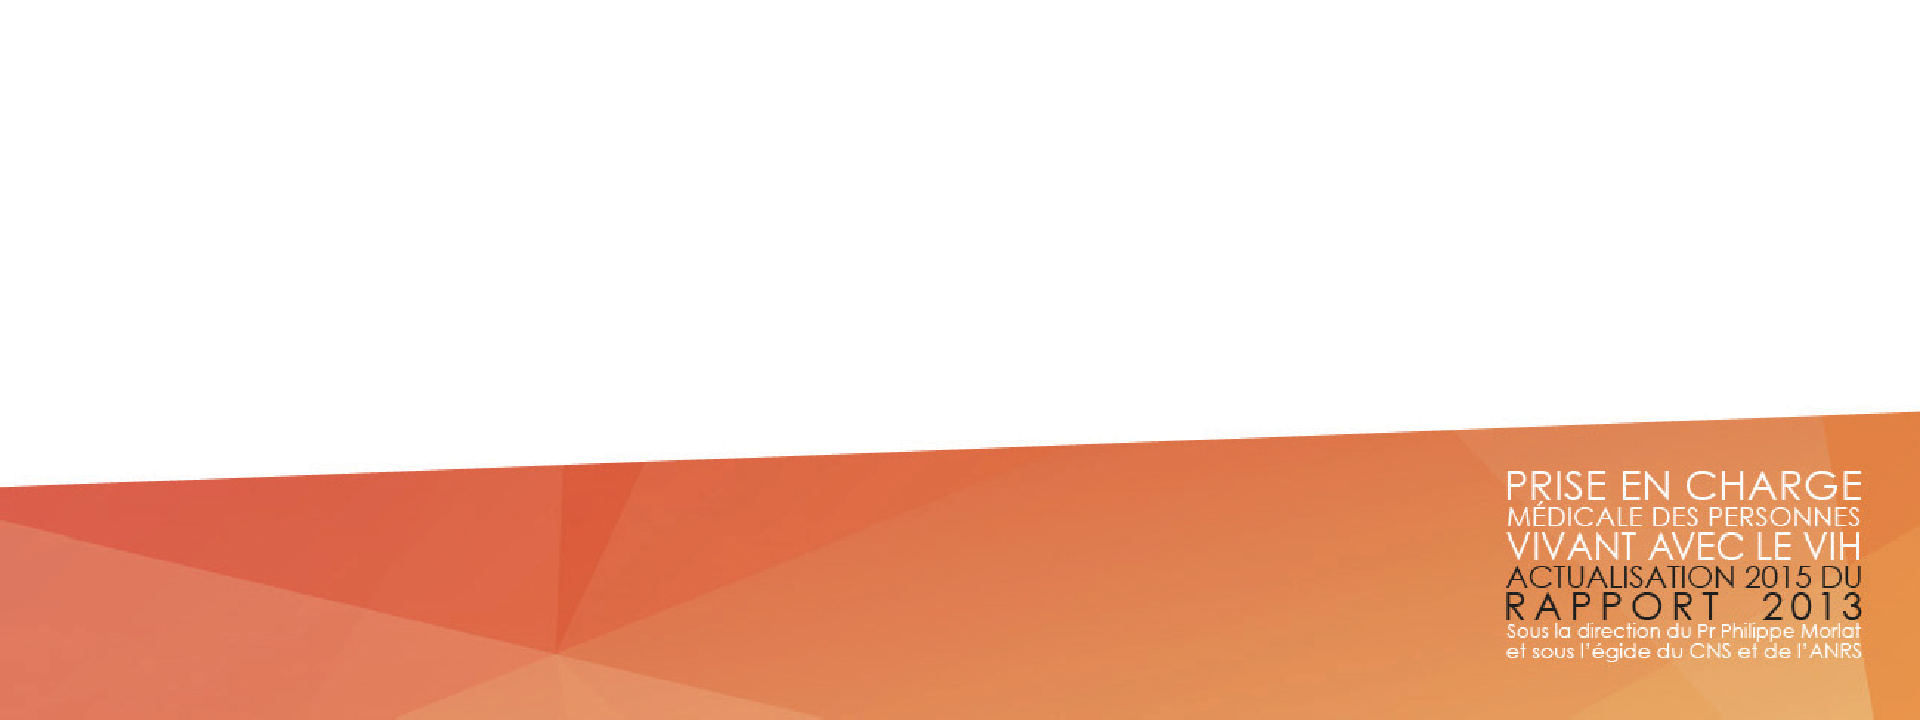 PRISE EN CHARGE
MÉDICALE DES PERSONNES
VIVANT AVEC LE VIH
ACTUALISATION 2015 DU
RAPPORT 2013
Sous la direction du Pr Philippe Morlat
et sous l'égide du CNS et de l'ANRS